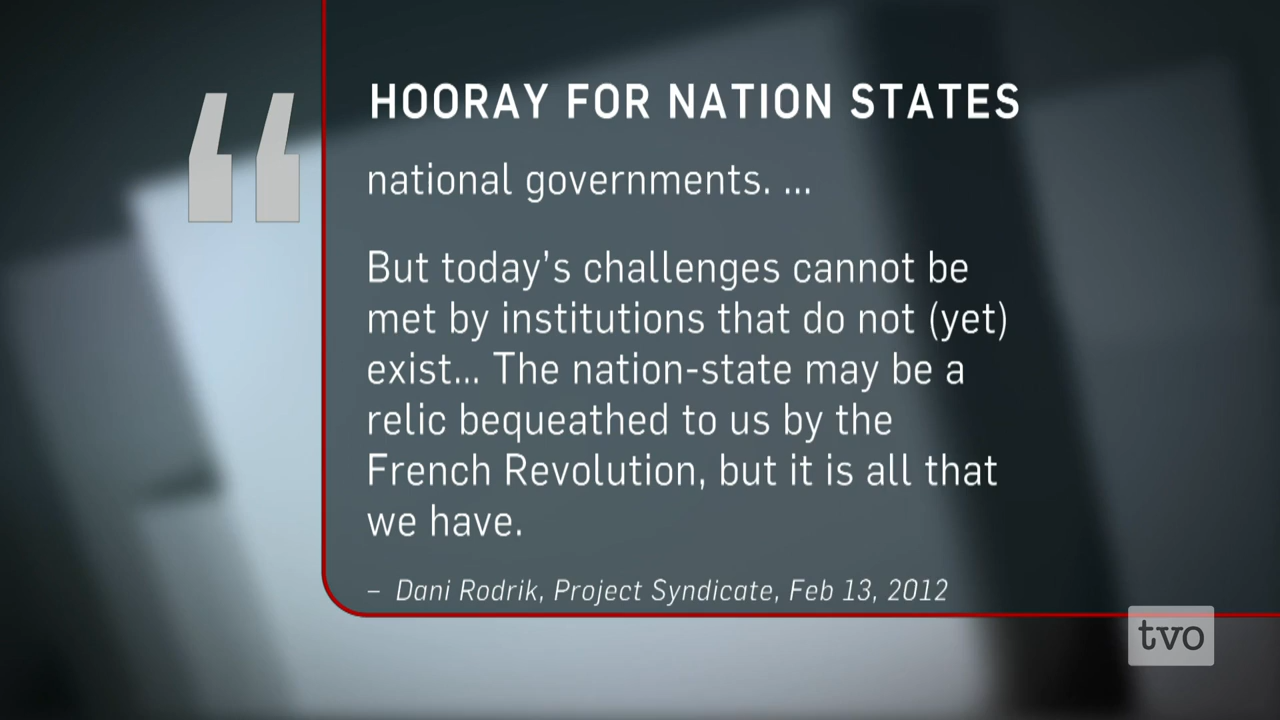 “
HOORAY FOR NATION STATES
national governments. ...
But today’s challenges cannot be
met by institutions that do not (yet)
exist... The nation-state may be a
relic bequeathed to us by the
French Revolution, but it is all that
we have.
– Dani Rodrik, Project Syndicate, Feb 13, 2012
tvo